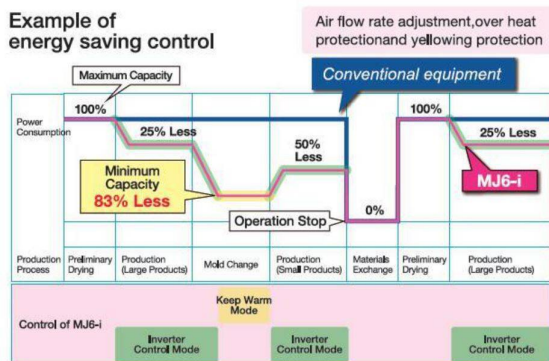 Example of
energy saving control
Air flow rate adjustment,over heat
protectionand yellowing protection
Maximum Capacity
Conventional equipment
Power
Consumption
100%
25% Less
Minimum
Capacity
83% Less
50%
Less
Operation Stop
0%
100%
25% Less
MJ6-i
Production
Process
Preliminary
Drying
Production
(Large Products)
Mold Change
Production
(Small Products)
Materials
Exchange
Preliminary
Drying
Production
(Large Products)
Control of MJ6-i
Keep Warm
Mode
Inverter
Control Mode
Inverter
Control Mode
Inverter
Control Mode